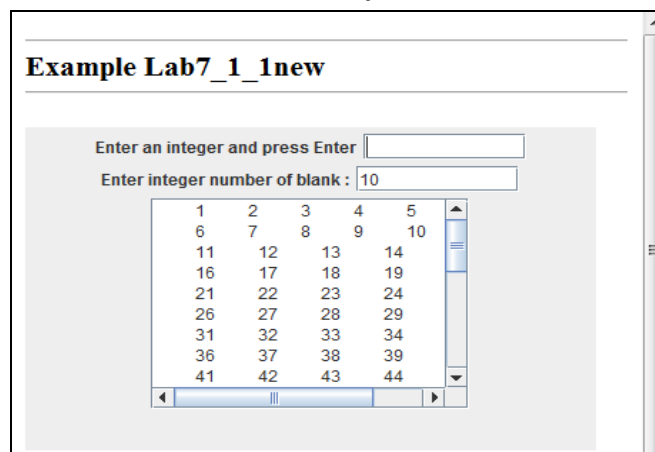 Example Lab7_1_1new
Enter an integer and press Enter
Enter integer number of blank : 10
1 2 3 4 5
6 7 8 9 10
11 12 13 14
16 17 18 19
21 22 23 24
26 27 28 29
31 32 33 34
36 37 38 39
41 42 43 44